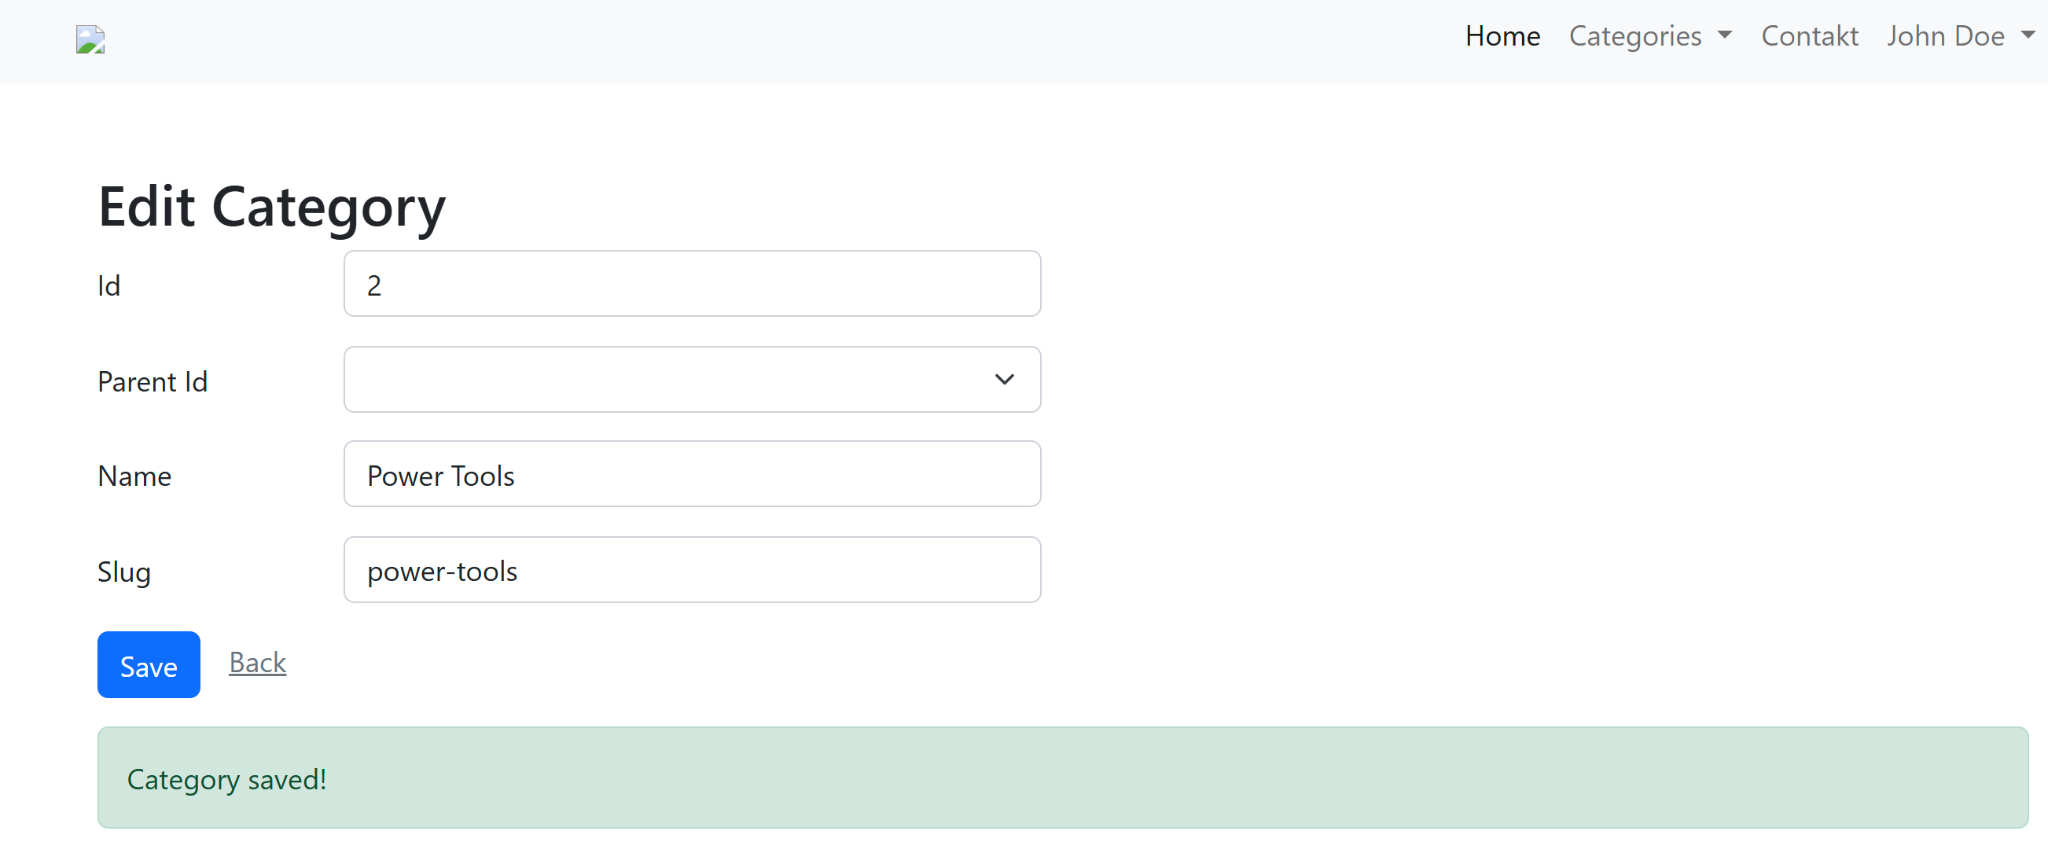 Home Categories Contakt John Doe
Edit Category
Id 2
Parent Id
Name Power Tools
Slug power-tools
Save Back
Category saved!